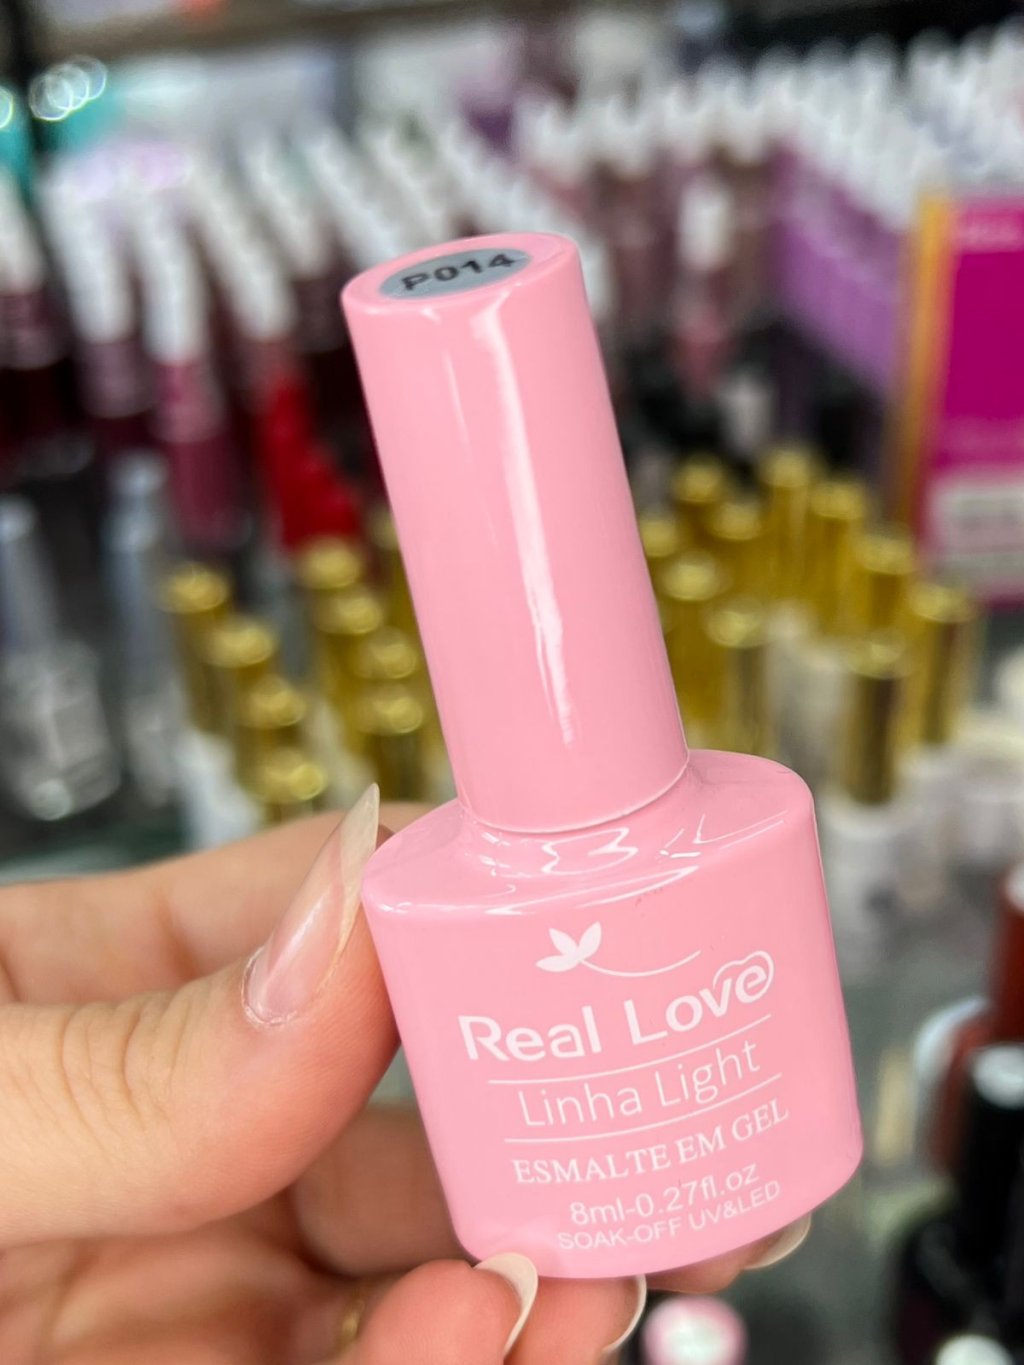 P014
Real Love
Linha Light
ESMALTE EM GEL
8ml-0.27fl.oz
SOAK-OFF UV&LED